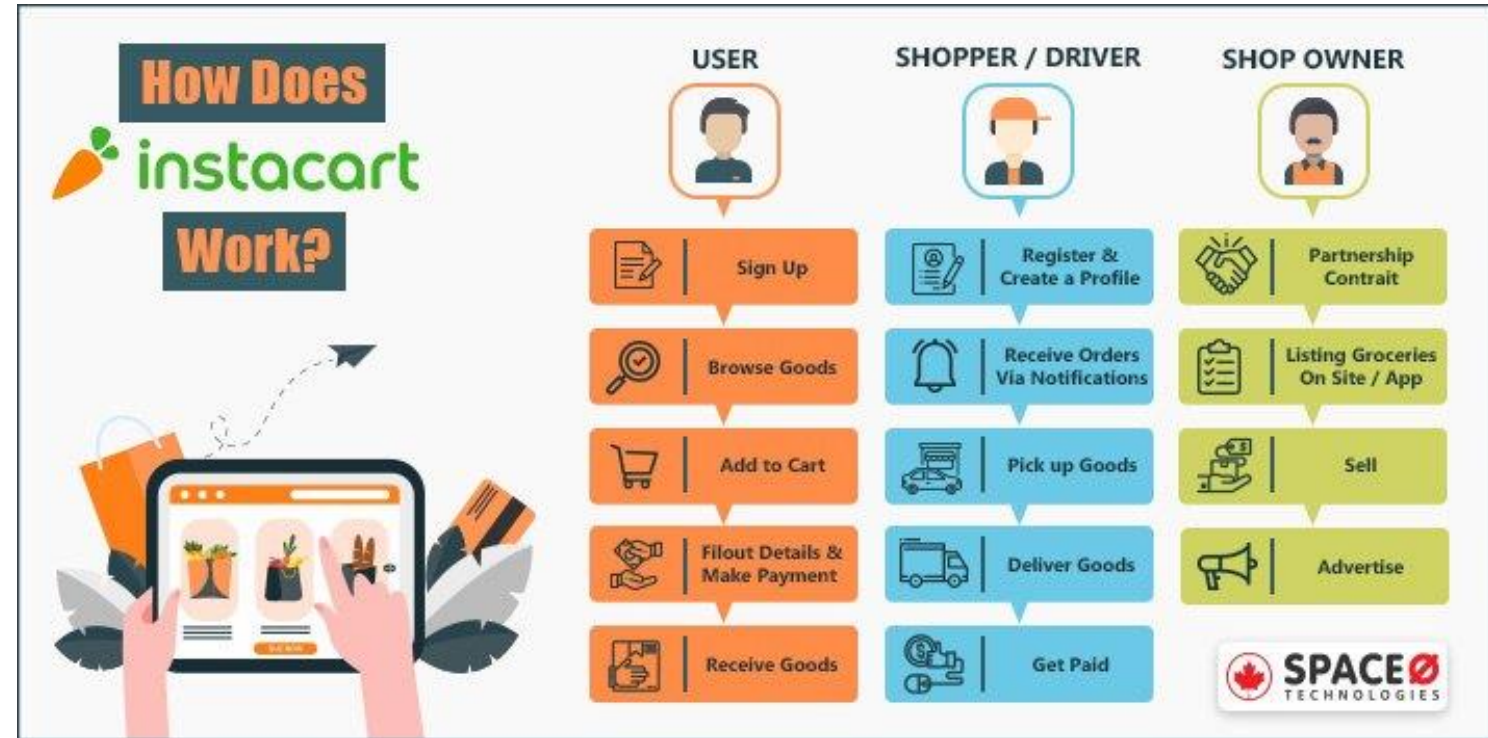 How Does
instacart
Work?
USER
Sign Up
Browse Goods
Add to Cart
Filout Details &
Make Payment
Receive Goods
SHOPPER / DRIVER
Register &
Create a Profile
Receive Orders
Via Notifications
Pick up Goods
Deliver Goods
Get Paid
SHOP OWNER
Partnership
Contrait
Listing Groceries
On Site / App
Sell
Advertise
SPACEO
TECHNOLOGIES